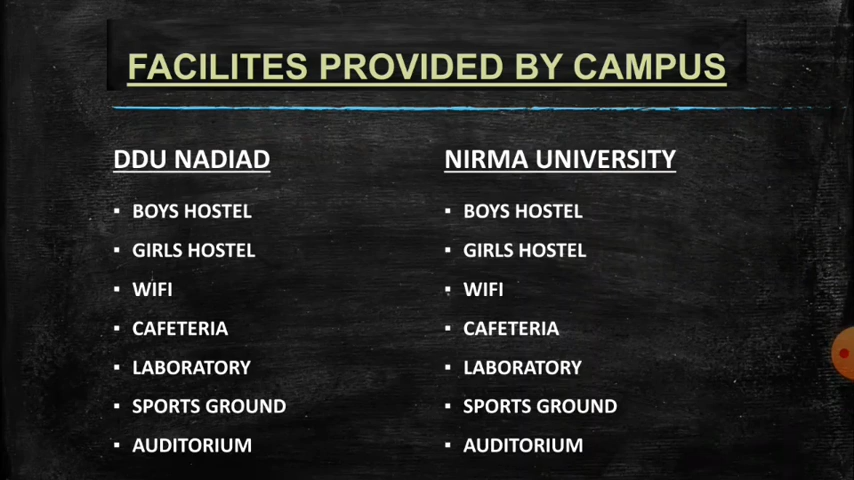 FACILITES PROVIDED BY CAMPUS
DDU NADIAD
▪ BOYS HOSTEL
▪ GIRLS HOSTEL
▪ WIFI
▪ CAFETERIA
▪ LABORATORY
▪ SPORTS GROUND
▪ AUDITORIUM
NIRMA UNIVERSITY
▪ BOYS HOSTEL
▪ GIRLS HOSTEL
▪ WIFI
▪ CAFETERIA
▪ LABORATORY
▪ SPORTS GROUND
▪ AUDITORIUM